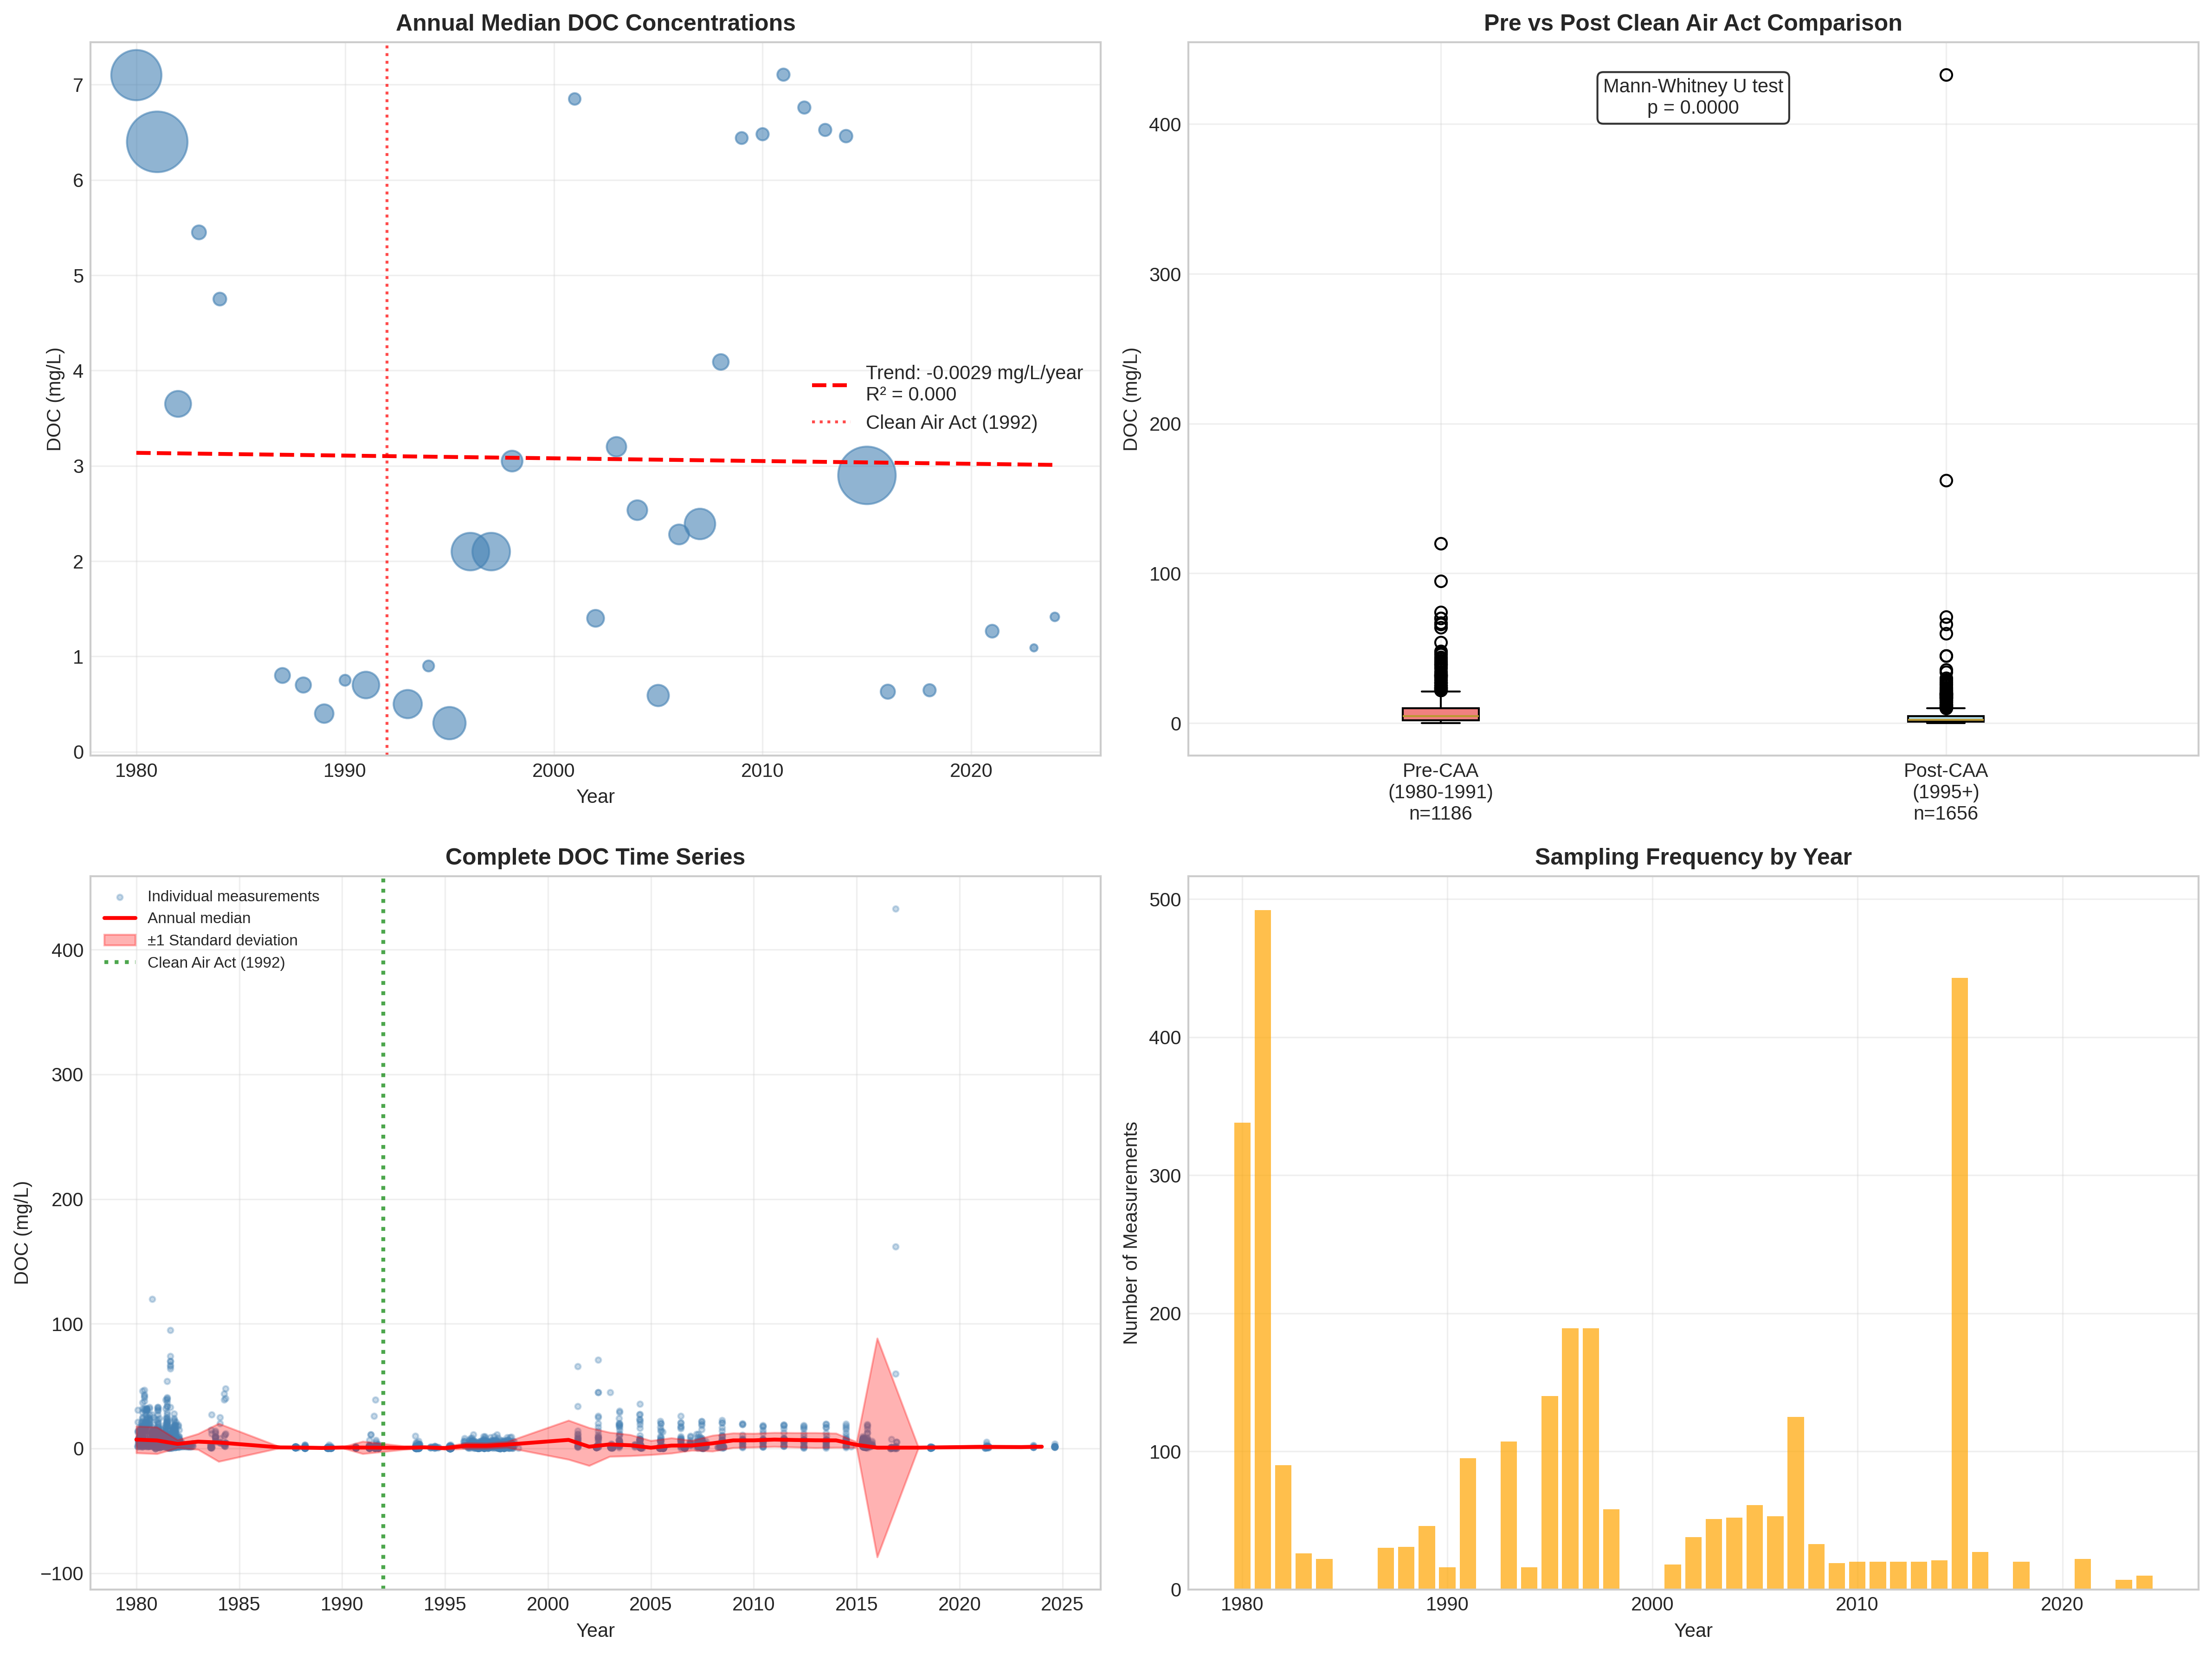 Annual Median DOC Concentrations
DOC (mg/L)
7
6
5
4
3
2
1
0
Trend: -0.0029 mg/L/year
R² = 0.000
Clean Air Act (1992)
1980
1990
2000
2010
2020
Year
Pre vs Post Clean Air Act Comparison
DOC (mg/L)
400
300
200
100
0
Mann-Whitney U test
p = 0.0000
Pre-CAA
(1980-1991)
n=1186
Post-CAA
(1995+)
n=1656
Complete DOC Time Series
DOC (mg/L)
400
300
200
100
0
−100
Individual measurements
Annual median
±1 Standard deviation
Clean Air Act (1992)
1980
1985
1990
1995
2000
2005
2010
2015
2020
2025
Year
Sampling Frequency by Year
Number of Measurements
500
400
300
200
100
0
1980
1990
2000
2010
2020
Year